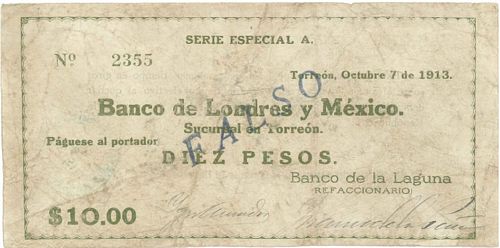 SERIE ESPECIAL A.
Nº 2355
Torreón, Octubre 7 de 1913.
Banco de Londres y México.
FALSO
Sucursal en Torreón.
Páguese al portador
DIEZ PESOS.
Banco de la Laguna
REFACCIONARIO
$10.00